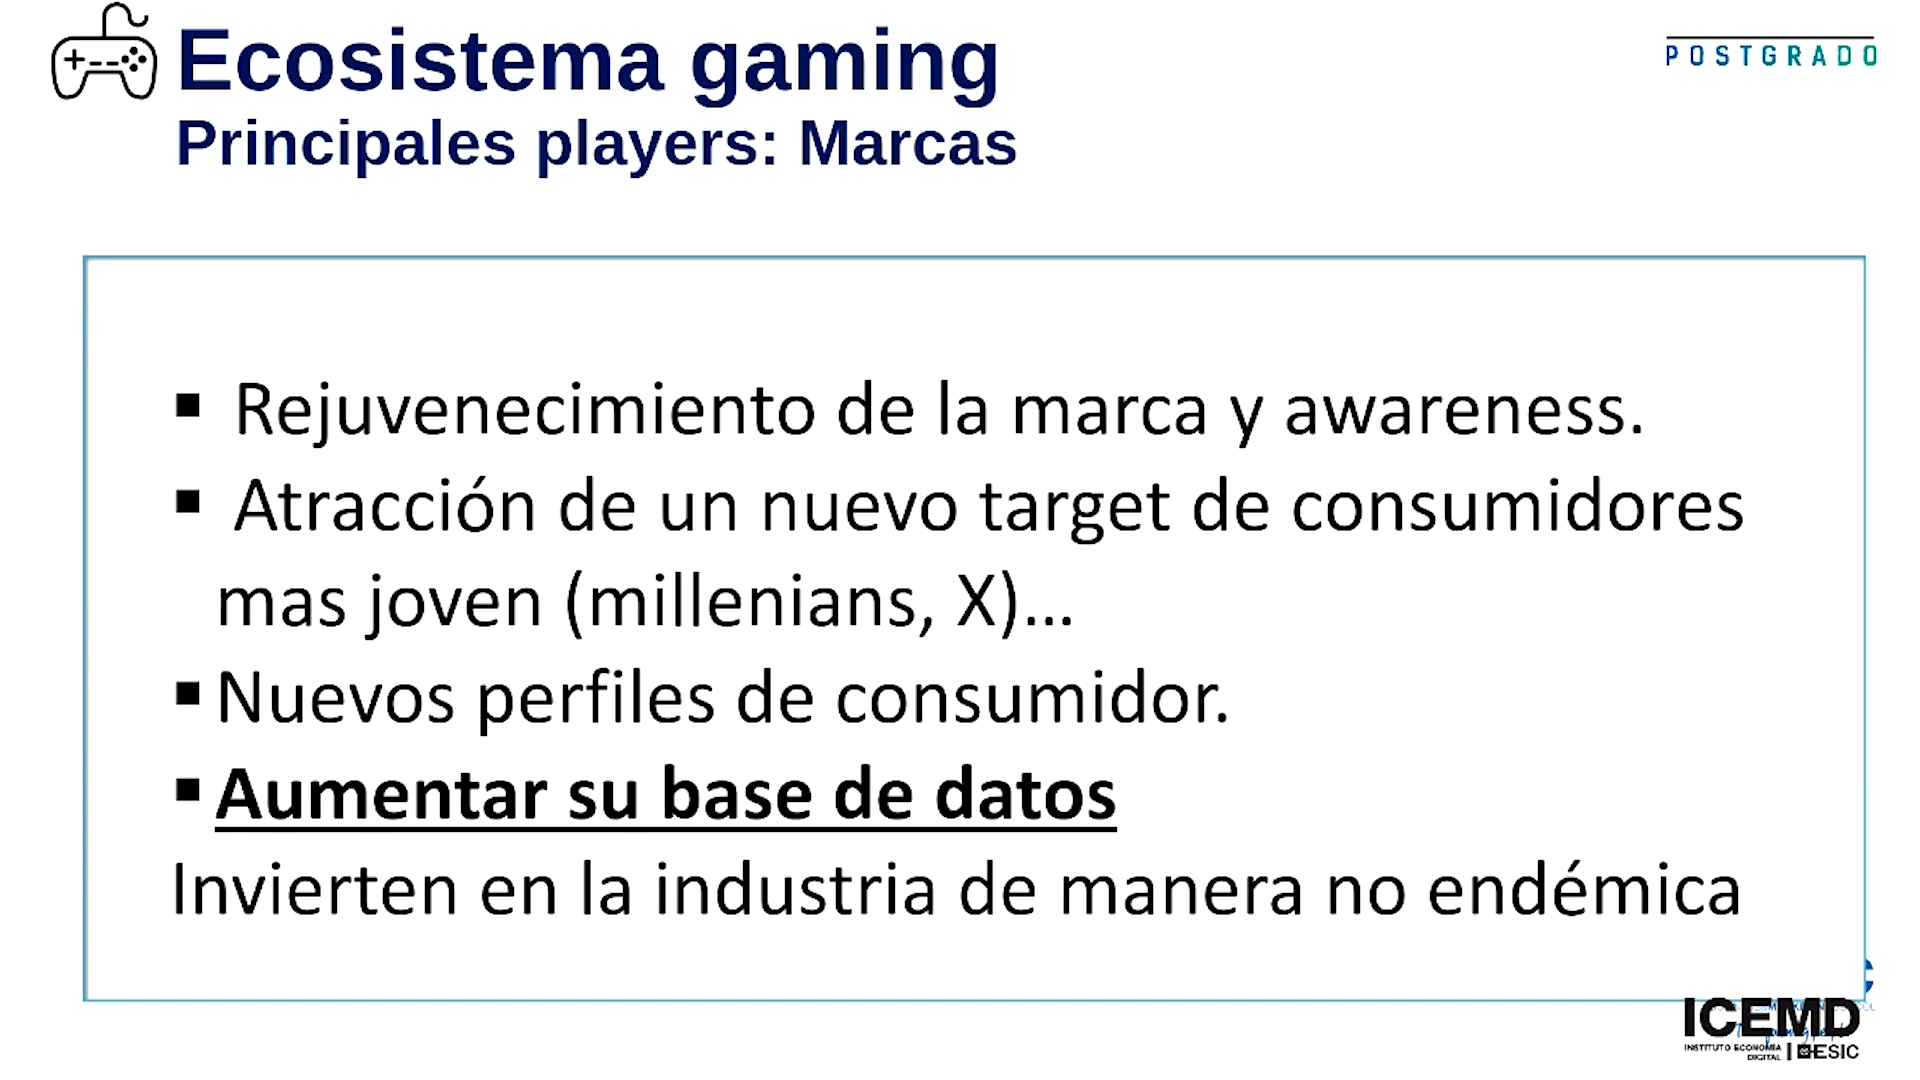 Ecosistema gaming
POSTGRADO
Principales players: Marcas
▪ Rejuvenecimiento de la marca y awareness.
▪ Atracción de un nuevo target de consumidores
mas joven (millenians, X)...
▪ Nuevos perfiles de consumidor.
▪ Aumentar su base de datos
Invierten en la industria de manera no endémica
ICEMD
INSTITUTO ECONOMÍA
DIGITAL | ESIC